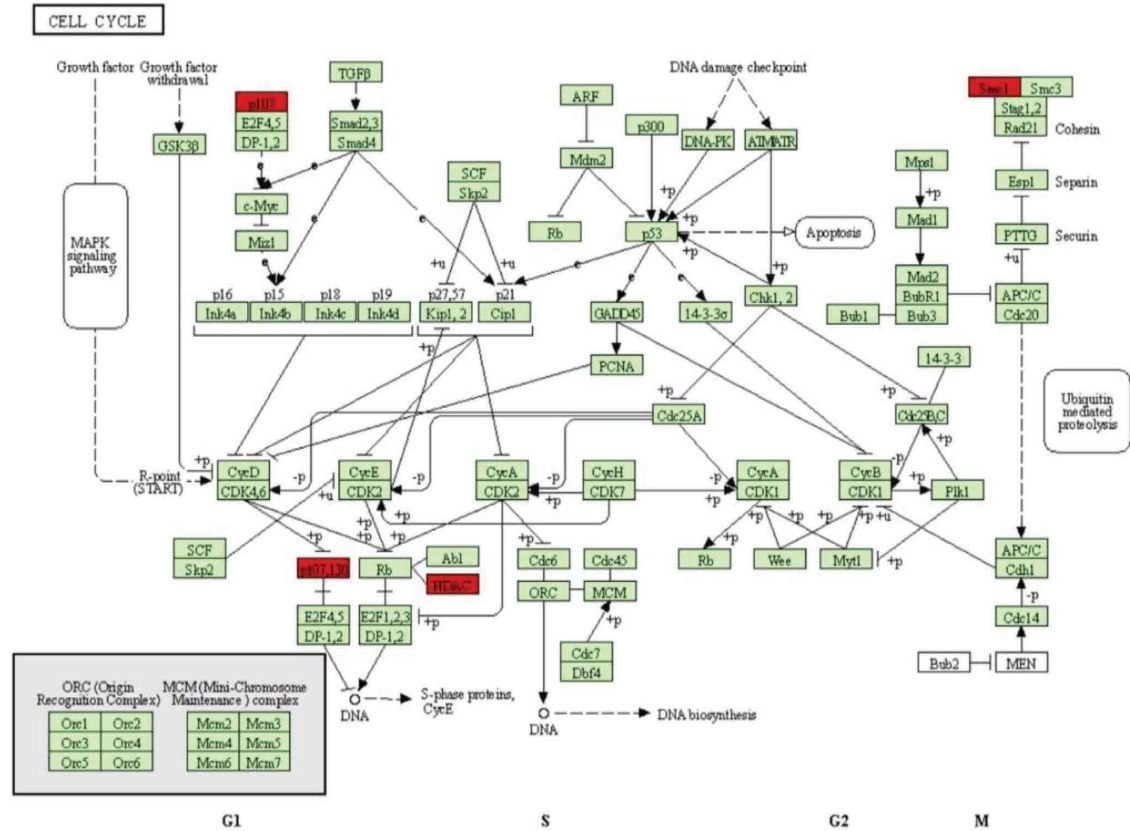 CELL CYCLE
Growth factor
Growth factor
withdrawal
TGFβ
DNA damage checkpoint
Smc1
Smc3
Stag1,2
Rad21
Cohesin
p107
E2F4,5
DP-1,2
Smad2,3
Smad4
ARF
p300
DNA-PK
ATMATR
GSK3β
Mdm2
Mps1
+p
Esp1
Separin
SCF
Skp2
e
e
c-Myc
Rb
p53
+p
+p
Apoptosis
Mad1
PTTG
Securin
MAPK
signaling
pathway
Miz1
e
e
+u
+u
e
e
e
+p
+p
+u
Mad2
BubR1
Bub3
Bub1
APC/C
Cdc20
p16
p15
p18
p19
p27,57
p21
Ink4a
Ink4b
Ink4c
Ink4d
Kip1, 2
Cip1
GADD45
14-3-3σ
Chk1, 2
+p
PCNA
14-3-3
+p
+p
Cdc25A
Cdc25B,C
Ubiquitin
mediated
proteolysis
R-point
(START)
+p
CycD
CDK4,6
-p
+u
CycE
CDK2
-p
CycA
CDK2
-p
+p
CycH
CDK7
-p
+p
CycA
CDK1
CycB
CDK1
-p
+p
+p
Plk1
+p
+p
+p
+p
+p
+p
+p
+p
+u
+p
SCF
Skp2
p107,130
Rb
Abl
HDAC
Cdc6
Cdc45
ORC
MCM
Rb
Wee
Myt1
APC/C
Cdh1
-p
E2F4,5
DP-1,2
E2F1,2,3
DP-1,2
+p
+p
Cdc7
Dbf4
Cdc14
Bub2
MEN
DNA
S-phase proteins,
CycE
DNA
DNA biosynthesis
ORC (Origin
Recognition Complex)
MCM (Mini-Chromosome
Maintenance ) complex
Orc1
Orc2
Mcm2
Mcm3
Orc3
Orc4
Mcm4
Mcm5
Orc5
Orc6
Mcm6
Mcm7
G1
S
G2
M